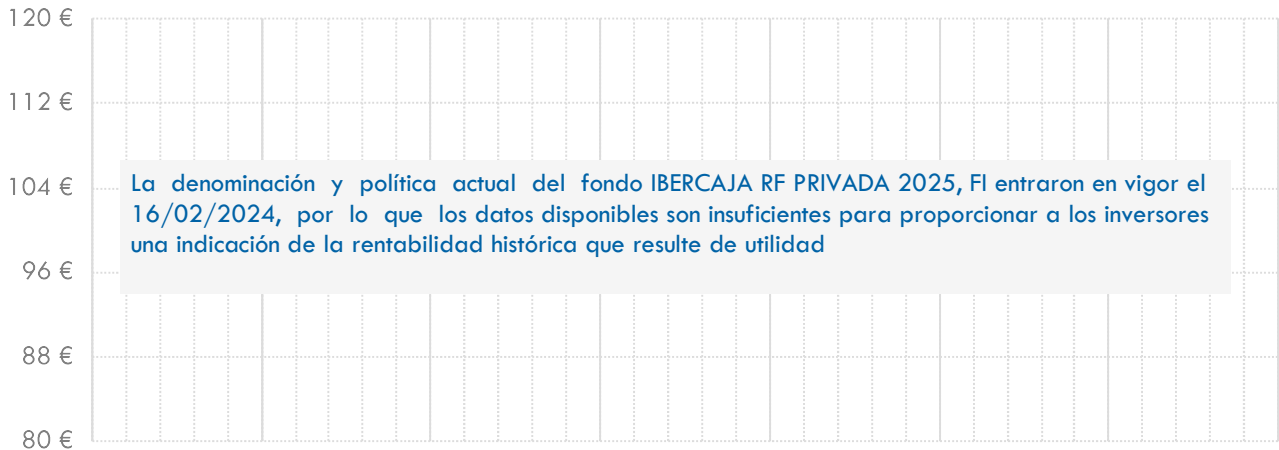 120 €
112 €
104 €
La denominación y política actual del fondo IBERCAJA RF PRIVADA 2025, FI entraron en vigor el
16/02/2024, por lo que los datos disponibles son insuficientes para proporcionar a los inversores
una indicación de la rentabilidad histórica que resulte de utilidad
96 €
88 €
80 €